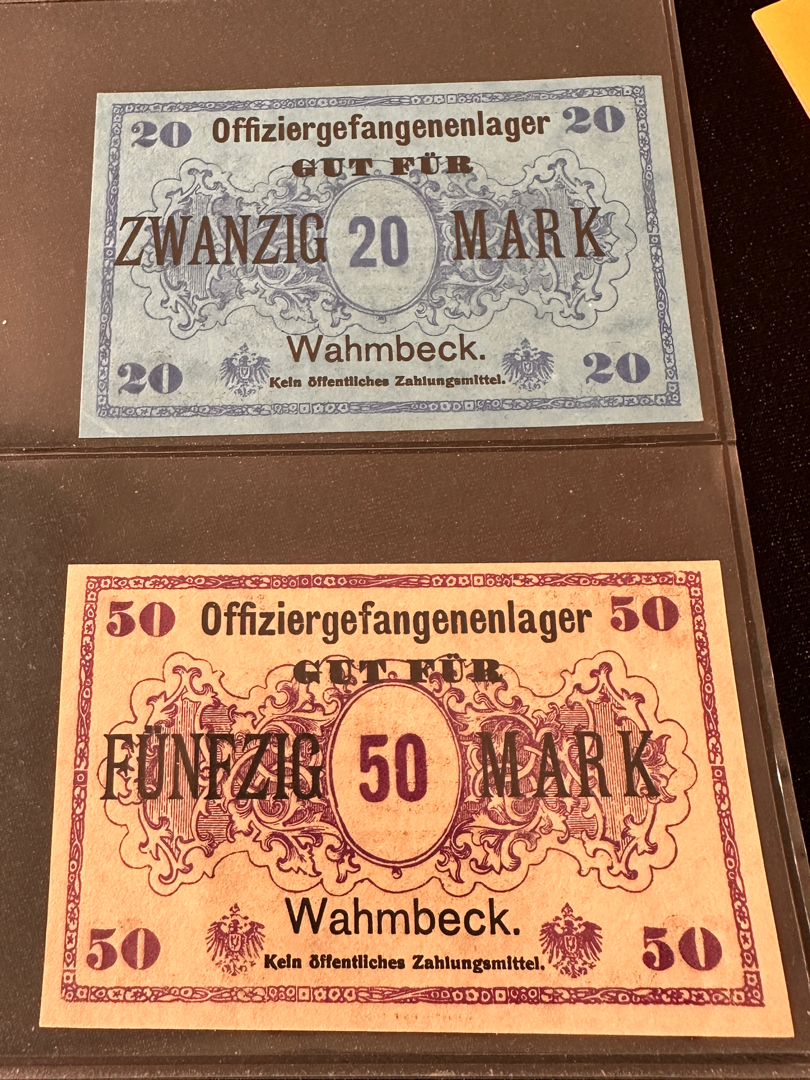 20 Offiziergefangenenlager 20
GUT FÜR
ZWANZIG 20 MARK
Wahmbeck.
20 Kein öffentliches Zahlungsmittel. 20
50 Offiziergefangenenlager 50
GUT FÜR
FÜNFZIG 50 MARK
Wahmbeck.
50 Kein öffentliches Zahlungsmittel. 50